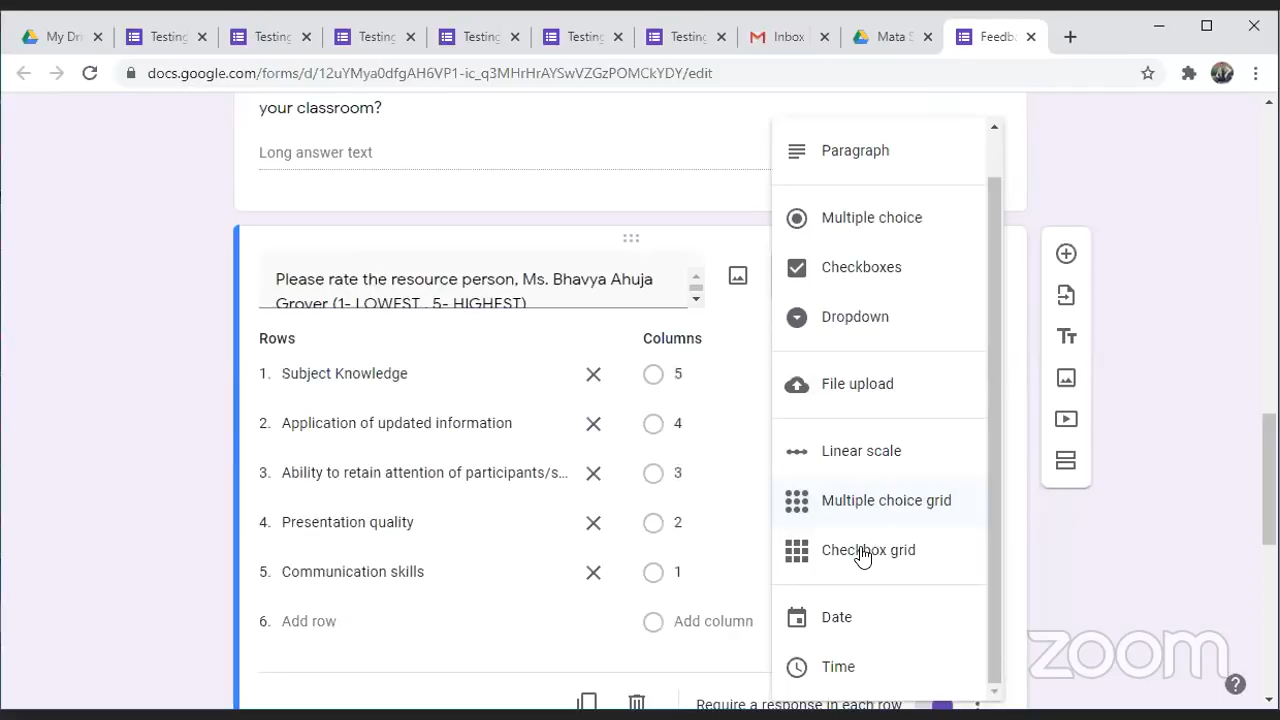 My Dri
Testing
Testing
Testing
Testing
Testing
Testing
Inbox
Mata S
Feedb
docs.google.com/forms/d/12uYMya0dfgAH6VP1-ic_q3MHrHrAYSwVZGzPOMCkYDY/edit
your classroom?
Long answer text
Please rate the resource person, Ms. Bhavya Ahuja
Grover (1- LOWEST , 5- HIGHEST)
Rows
Columns
1. Subject Knowledge
5
2. Application of updated information
4
3. Ability to retain attention of participants/s...
3
4. Presentation quality
2
5. Communication skills
1
6. Add row
Add column
Require a response in each row
Paragraph
Multiple choice
Checkboxes
Dropdown
File upload
Linear scale
Multiple choice grid
Checkbox grid
Date
Time
zoom